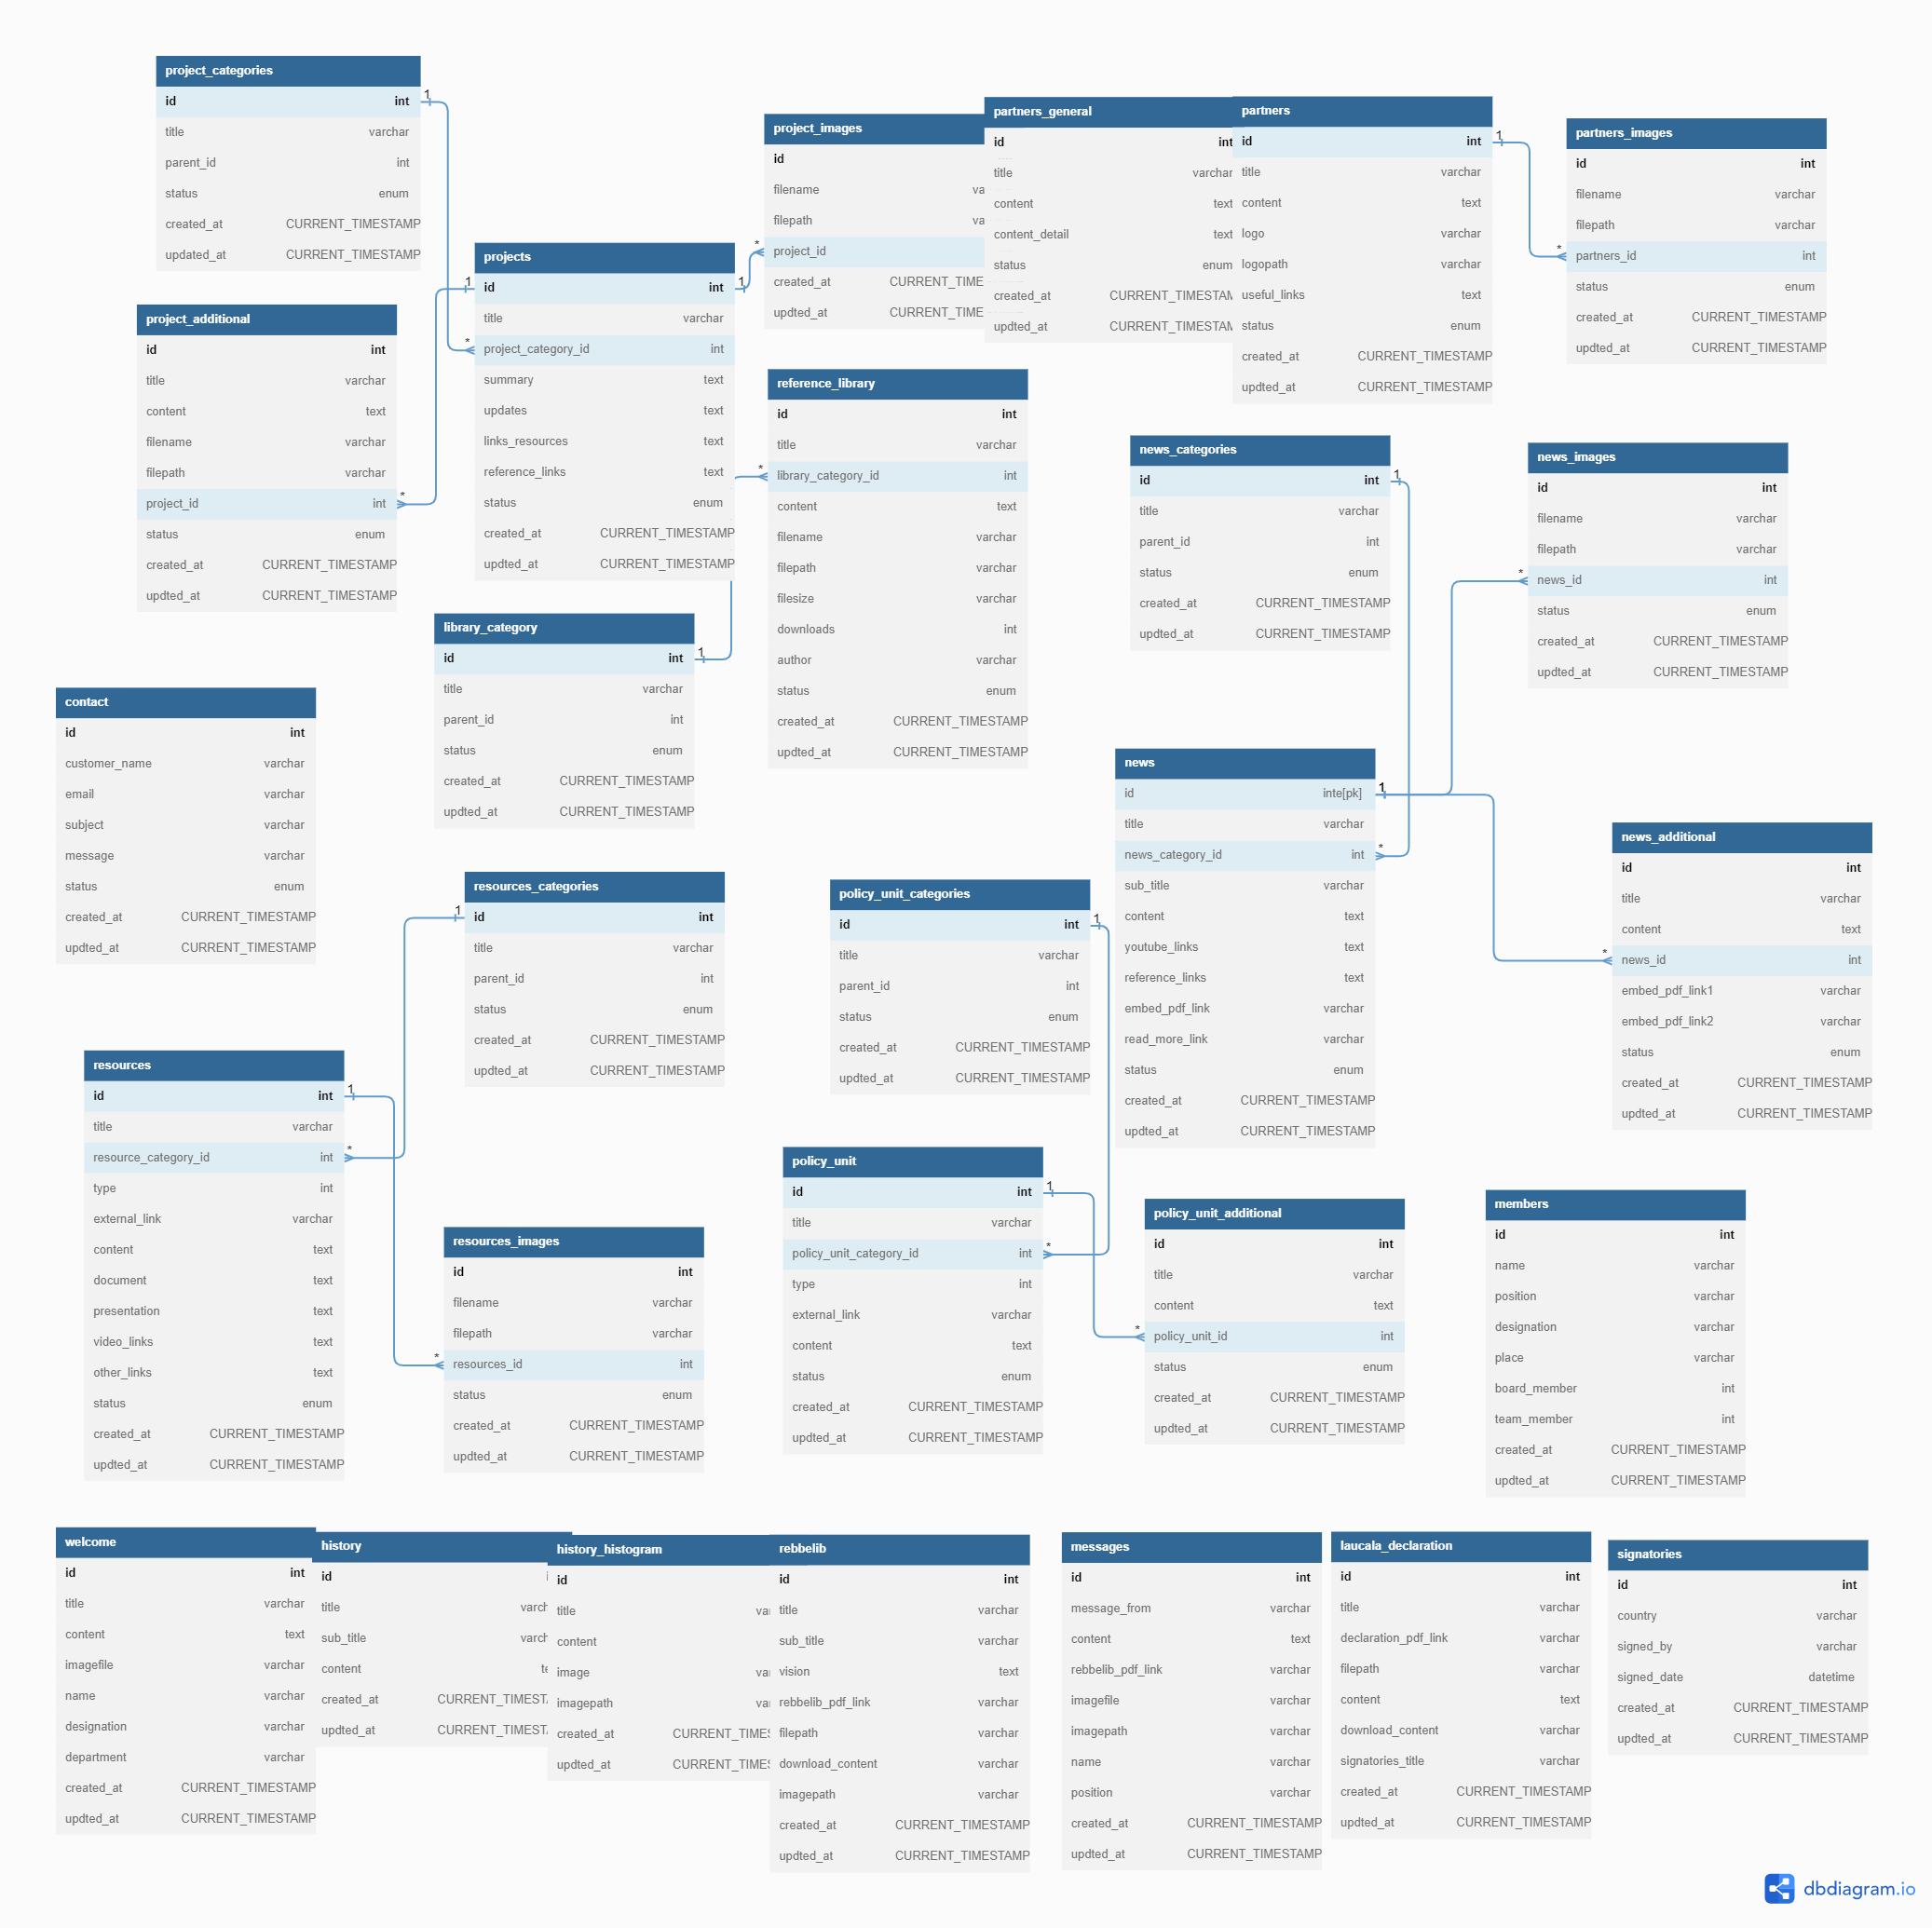 project_categories
id int
title varchar
parent_id int
status enum
created_at CURRENT_TIMESTAMP
updated_at CURRENT_TIMESTAMP
1
project_additional
id int
title varchar
content text
filename varchar
filepath varchar
project_id int
status enum
created_at CURRENT_TIMESTAMP
updted_at CURRENT_TIMESTAMP
*
1
projects
id int
title varchar
project_category_id int
summary text
updates text
links_resources text
reference_links text
status enum
created_at CURRENT_TIMESTAMP
updted_at CURRENT_TIMESTAMP
*
1
project_images
id
filename va
filepath va
project_id
created_at CURRENT_TIME
updted_at CURRENT_TIME
*
partners_general
id int
title varchar
content text
content_detail text
status enum
created_at CURRENT_TIMESTAM
updted_at CURRENT_TIMESTAM
partners
id int
title varchar
content text
logo varchar
logopath varchar
useful_links text
status enum
created_at CURRENT_TIMESTAMP
updted_at CURRENT_TIMESTAMP
1
partners_images
id int
filename varchar
filepath varchar
partners_id int
status enum
created_at CURRENT_TIMESTAMP
updted_at CURRENT_TIMESTAMP
*
reference_library
id int
title varchar
library_category_id int
content text
filename varchar
filepath varchar
filesize varchar
downloads int
author varchar
status enum
created_at CURRENT_TIMESTAMP
updted_at CURRENT_TIMESTAMP
*
library_category
id int
title varchar
parent_id int
status enum
created_at CURRENT_TIMESTAMP
updted_at CURRENT_TIMESTAMP
1
news_categories
id int
title varchar
parent_id int
status enum
created_at CURRENT_TIMESTAMP
updted_at CURRENT_TIMESTAMP
1
news_images
id int
filename varchar
filepath varchar
news_id int
status enum
created_at CURRENT_TIMESTAMP
updted_at CURRENT_TIMESTAMP
*
contact
id int
customer_name varchar
email varchar
subject varchar
message varchar
status enum
created_at CURRENT_TIMESTAMP
updted_at CURRENT_TIMESTAMP
news
id inte[pk]
title varchar
news_category_id int
sub_title varchar
content text
youtube_links text
reference_links text
embed_pdf_link varchar
read_more_link varchar
status enum
created_at CURRENT_TIMESTAMP
updted_at CURRENT_TIMESTAMP
1
*
news_additional
id int
title varchar
content text
news_id int
embed_pdf_link1 varchar
embed_pdf_link2 varchar
status enum
created_at CURRENT_TIMESTAMP
updted_at CURRENT_TIMESTAMP
*
resources_categories
id int
title varchar
parent_id int
status enum
created_at CURRENT_TIMESTAMP
updted_at CURRENT_TIMESTAMP
1
policy_unit_categories
id int
title varchar
parent_id int
status enum
created_at CURRENT_TIMESTAMP
updted_at CURRENT_TIMESTAMP
1
resources
id int
title varchar
resource_category_id int
type int
external_link varchar
content text
document text
presentation text
video_links text
other_links text
status enum
created_at CURRENT_TIMESTAMP
updted_at CURRENT_TIMESTAMP
1
*
resources_images
id int
filename varchar
filepath varchar
resources_id int
status enum
created_at CURRENT_TIMESTAMP
updted_at CURRENT_TIMESTAMP
*
policy_unit
id int
title varchar
policy_unit_category_id int
type int
external_link varchar
content text
status enum
created_at CURRENT_TIMESTAMP
updted_at CURRENT_TIMESTAMP
1
*
policy_unit_additional
id int
title varchar
content text
policy_unit_id int
status enum
created_at CURRENT_TIMESTAMP
updted_at CURRENT_TIMESTAMP
*
members
id int
name varchar
position varchar
designation varchar
place varchar
board_member int
team_member int
created_at CURRENT_TIMESTAMP
updted_at CURRENT_TIMESTAMP
welcome
id int
title varchar
content text
imagefile varchar
name varchar
designation varchar
department varchar
created_at CURRENT_TIMESTAMP
updted_at CURRENT_TIMESTAMP
history
id
title varch
sub_title varch
content te
created_at CURRENT_TIMEST
updted_at CURRENT_TIMEST
history_histogram
id
title va
content
image va
imagepath va
created_at CURRENT_TIMES
updted_at CURRENT_TIMES
rebbelib
id int
title varchar
sub_title varchar
vision text
rebbelib_pdf_link varchar
filepath varchar
download_content varchar
imagepath varchar
created_at CURRENT_TIMESTAMP
updted_at CURRENT_TIMESTAMP
messages
id int
message_from varchar
content text
rebbelib_pdf_link varchar
imagefile varchar
imagepath varchar
name varchar
position varchar
created_at CURRENT_TIMESTAMP
updted_at CURRENT_TIMESTAMP
laucala_declaration
id int
title varchar
declaration_pdf_link varchar
filepath varchar
content text
download_content varchar
signatories_title varchar
created_at CURRENT_TIMESTAMP
updted_at CURRENT_TIMESTAMP
signatories
id int
country varchar
signed_by varchar
signed_date datetime
created_at CURRENT_TIMESTAMP
updted_at CURRENT_TIMESTAMP
dbdiagram.io